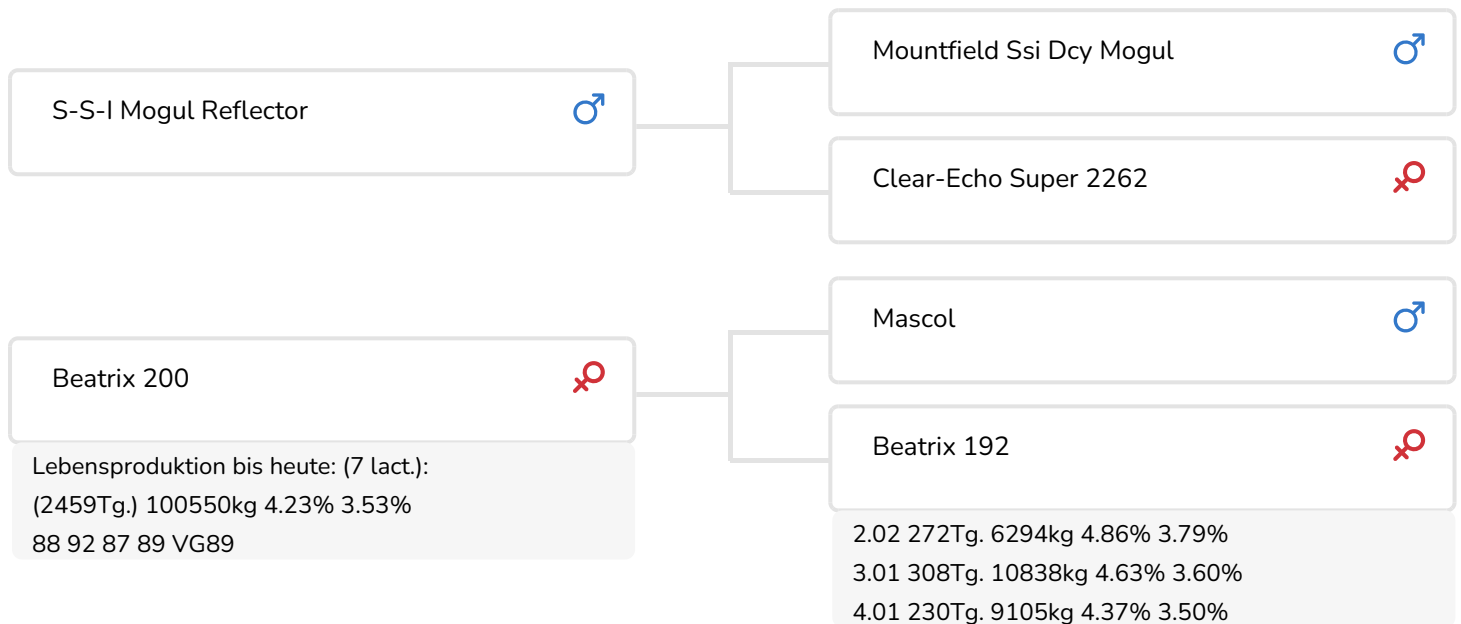 S-S-I Mogul Reflector
Mountfield Ssi Dcy Mogul
Clear-Echo Super 2262
Beatrix 200
Lebensproduktion bis heute: (7 lact.):
(2459Tg.) 100550kg 4.23% 3.53%
88 92 87 89 VG89
Mascol
Beatrix 192
2.02 272Tg. 6294kg 4.86% 3.79%
3.01 308Tg. 10838kg 4.63% 3.60%
4.01 230Tg. 9105kg 4.37% 3.50%